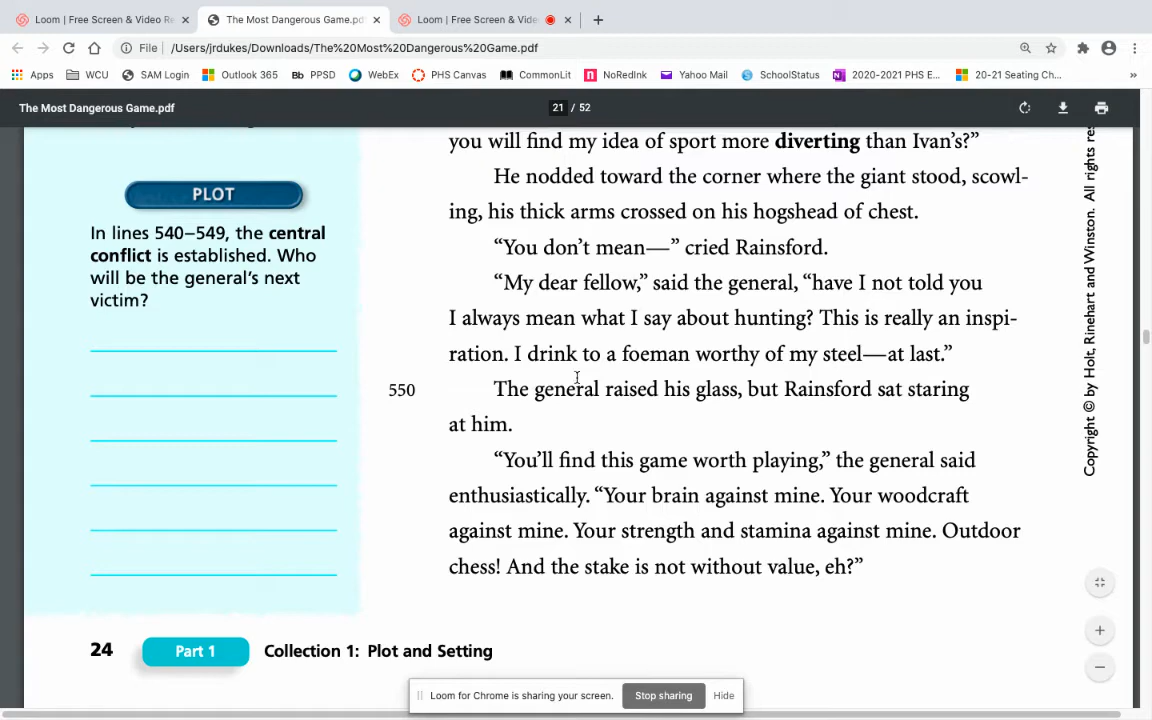 Loom | Free Screen & Video Re
The Most Dangerous Game.pd
Loom | Free Screen & Vide
File
/Users/jrdukes/Downloads/The%20Most%20Dangerous%20Game.pdf
Apps
WCU
SAM Login
Outlook 365
Bb PPSD
WebEx
PHS Canvas
CommonLit
NoRedInk
Yahoo Mail
SchoolStatus
2020-2021 PHS E...
20-21 Seating Ch...
»
The Most Dangerous Game.pdf
21 / 52
PLOT
In lines 540–549, the central
conflict is established. Who
will be the general's next
victim?
you will find my idea of sport more diverting than Ivan's?”
He nodded toward the corner where the giant stood, scowl-
ing, his thick arms crossed on his hogshead of chest.
“You don't mean—” cried Rainsford.
“My dear fellow,” said the general, “have I not told you
I always mean what I say about hunting? This is really an inspi-
ration. I drink to a foeman worthy of my steel—at last.”
550 The general raised his glass, but Rainsford sat staring
at him.
“You'll find this game worth playing,” the general said
enthusiastically. “Your brain against mine. Your woodcraft
against mine. Your strength and stamina against mine. Outdoor
chess! And the stake is not without value, eh?”
Copyright © by Holt, Rinehart and Winston. All rights res
24
Part 1
Collection 1: Plot and Setting
Loom for Chrome is sharing your screen.
Stop sharing
Hide